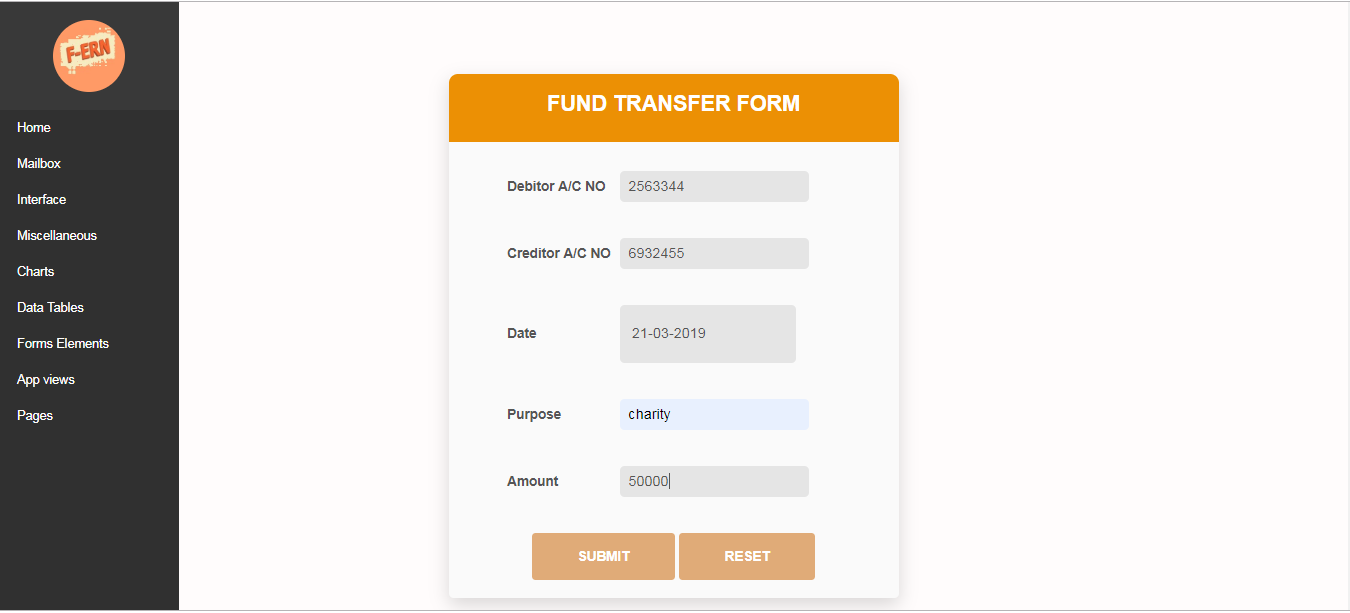 F-ERN
Home
Mailbox
Interface
Miscellaneous
Charts
Data Tables
Forms Elements
App views
Pages
FUND TRANSFER FORM
Debitor A/C NO 2563344
Creditor A/C NO 6932455
Date 21-03-2019
Purpose charity
Amount 50000
SUBMIT RESET